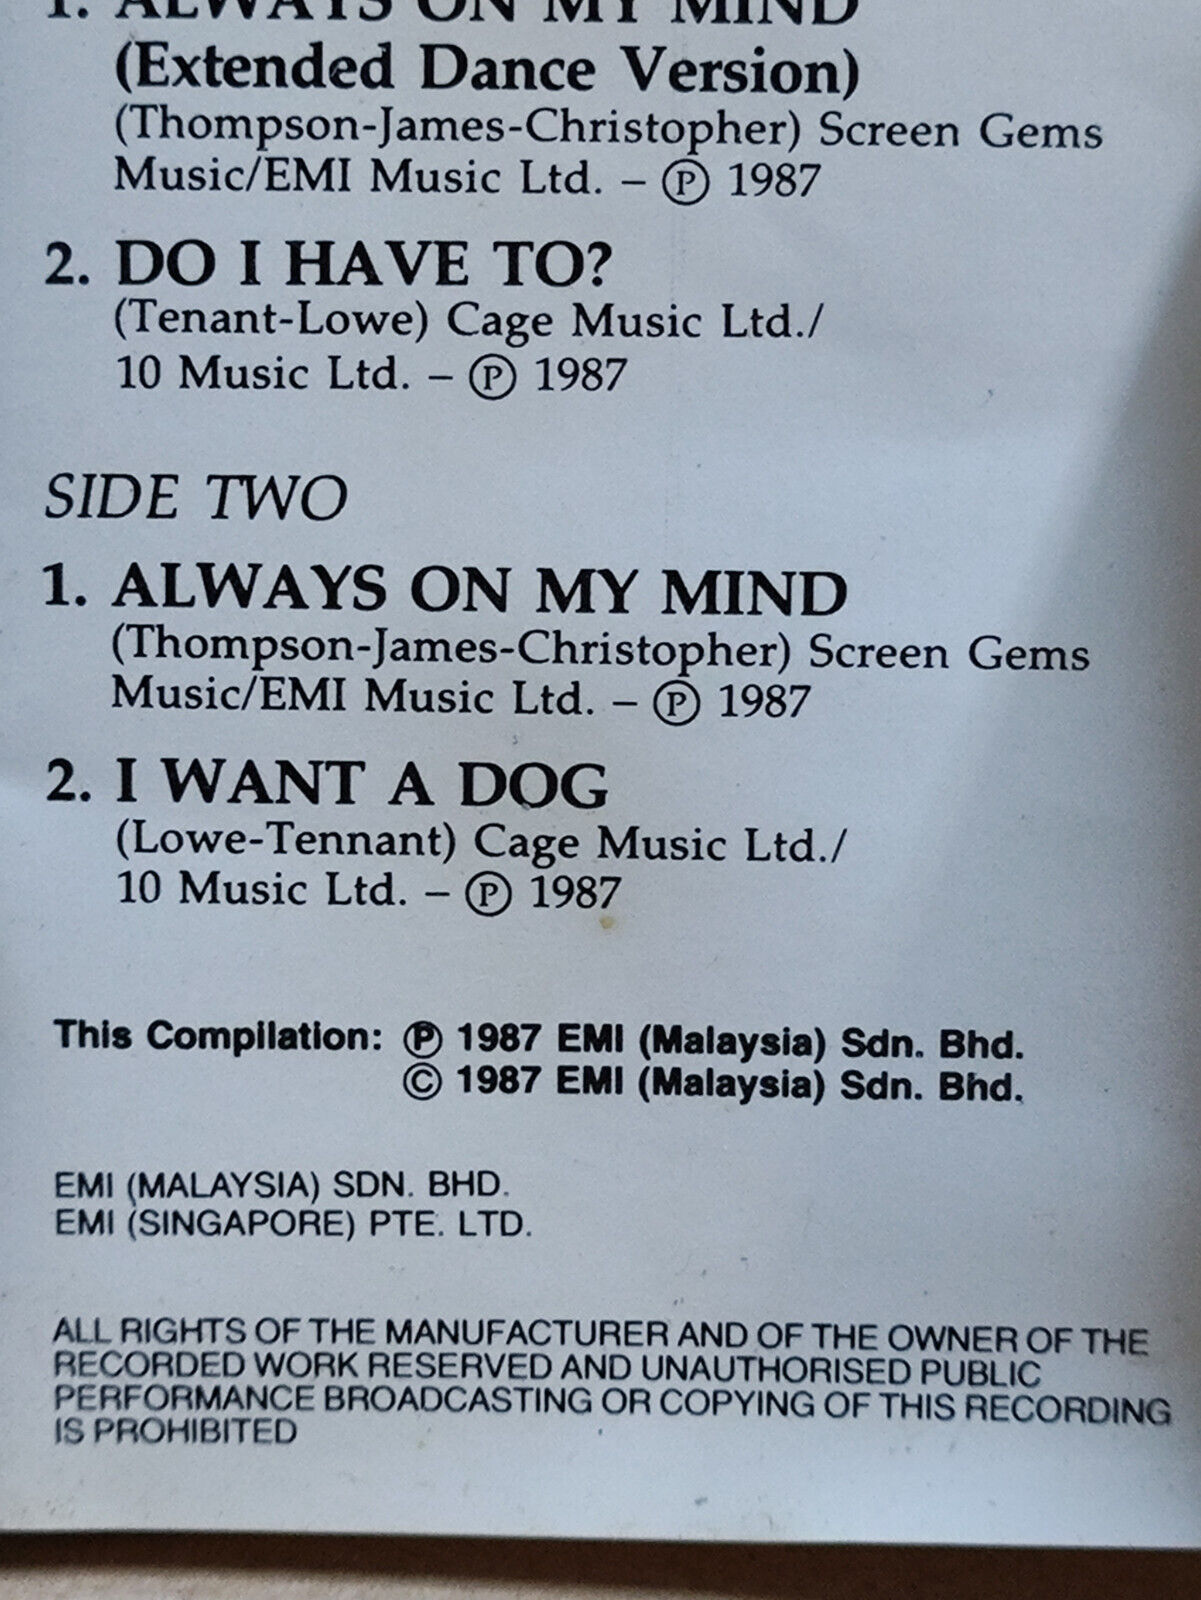 1. ALWAYS ON MY MIND
(Extended Dance Version)
(Thompson-James-Christopher) Screen Gems
Music/EMI Music Ltd. – Ⓟ 1987
2. DO I HAVE TO?
(Tenant-Lowe) Cage Music Ltd./
10 Music Ltd. – Ⓟ 1987
SIDE TWO
1. ALWAYS ON MY MIND
(Thompson-James-Christopher) Screen Gems
Music/EMI Music Ltd. – Ⓟ 1987
2. I WANT A DOG
(Lowe-Tennant) Cage Music Ltd./
10 Music Ltd. – Ⓟ 1987
This Compilation: Ⓟ 1987 EMI (Malaysia) Sdn. Bhd.
© 1987 EMI (Malaysia) Sdn. Bhd.
EMI (MALAYSIA) SDN. BHD.
EMI (SINGAPORE) PTE. LTD.
ALL RIGHTS OF THE MANUFACTURER AND OF THE OWNER OF THE
RECORDED WORK RESERVED AND UNAUTHORISED PUBLIC
PERFORMANCE BROADCASTING OR COPYING OF THIS RECORDING
IS PROHIBITED